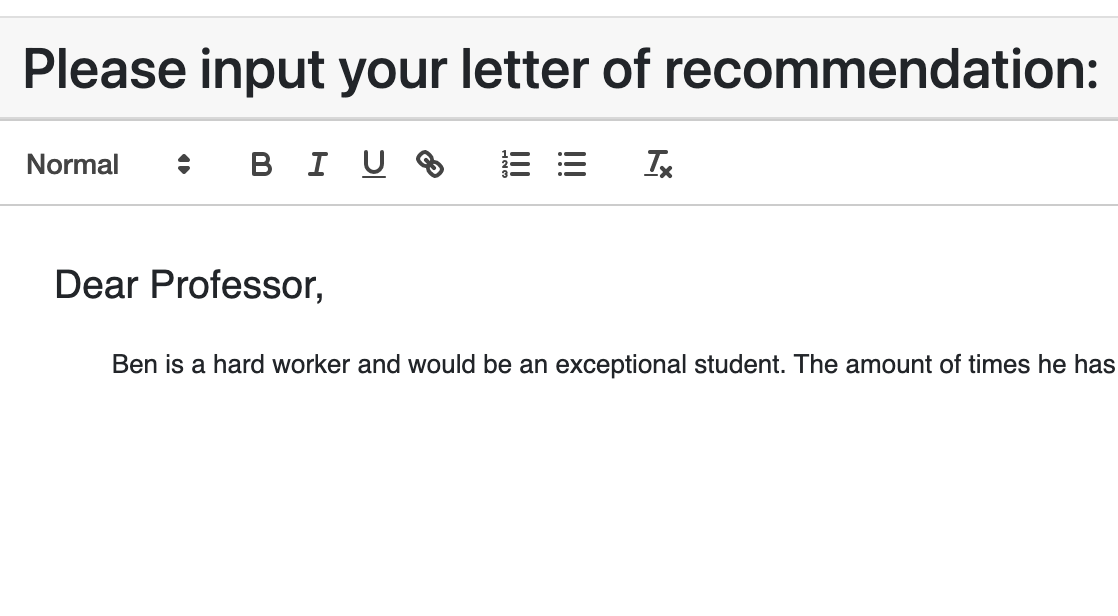 Please input your letter of recommendation:
Normal
Dear Professor,
Ben is a hard worker and would be an exceptional student. The amount of times he has